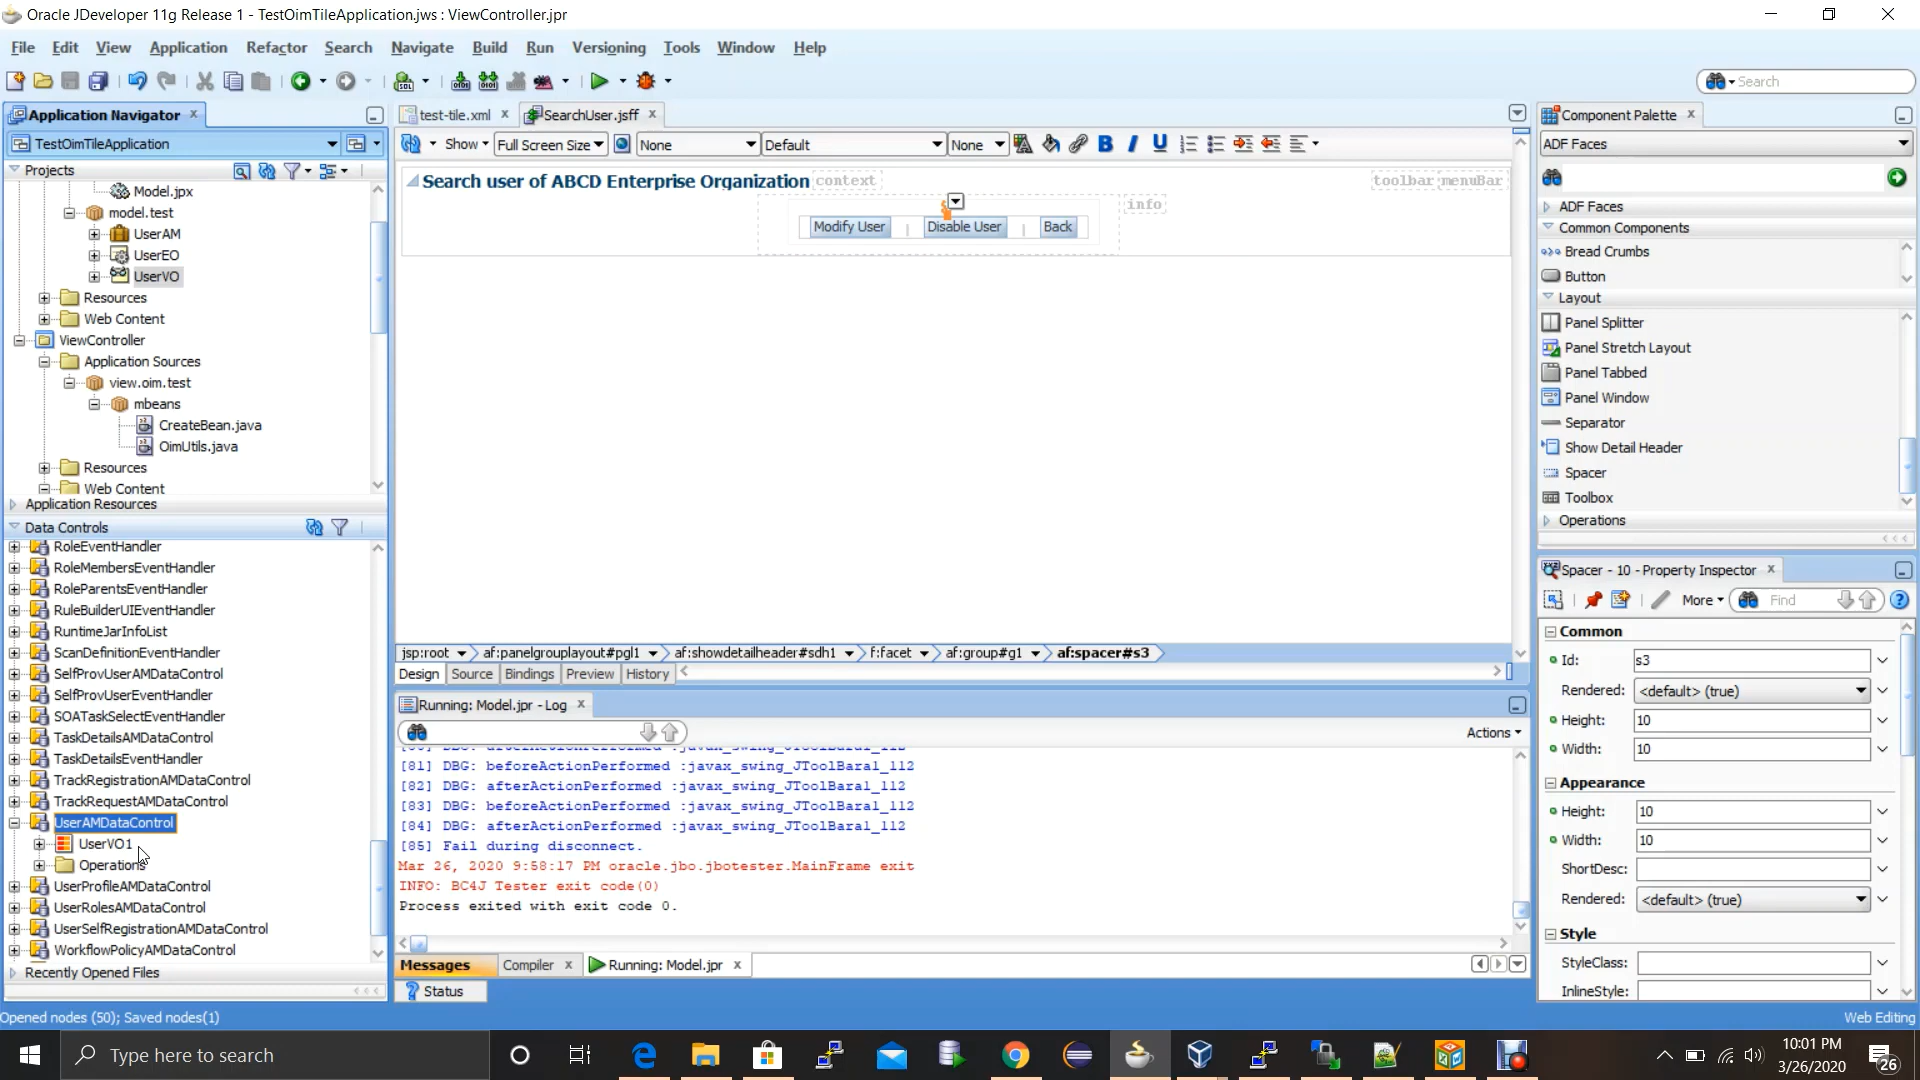 Oracle JDeveloper 11g Release 1 - TestOimTileApplication.jws : ViewController.jpr
File Edit View Application Refactor Search Navigate Build Run Versioning Tools Window Help
Search
Application Navigator
TestOimTileApplication
Projects
Model.jpx
model.test
UserAM
UserEO
UserVO
Resources
Web Content
ViewController
Application Sources
view.oim.test
mbeans
CreateBean.java
OimUtils.java
Resources
Web Content
Application Resources
Data Controls
RoleEventHandler
RoleMembersEventHandler
RoleParentsEventHandler
RuleBuilderUIEventHandler
RuntimeJarInfoList
ScanDefinitionEventHandler
SelfProvUserAMDataControl
SelfProvUserEventHandler
SOATaskSelectEventHandler
TaskDetailsAMDataControl
TaskDetailsEventHandler
TrackRegistrationAMDataControl
TrackRequestAMDataControl
UserAMDataControl
UserVO1
Operations
UserProfileAMDataControl
UserRolesAMDataControl
UserSelfRegistrationAMDataControl
WorkflowPolicyAMDataControl
Recently Opened Files
test-tile.xml SearchUser.jsff
Show Full Screen Size None Default None B I U
Search user of ABCD Enterprise Organization context toolbar menuBar
info
Modify User | Disable User | Back
jsp:root af:panelgrouplayout#pgl1 af:showdetailheader#sdh1 f:facet af:group#g1 af:spacer#s3
Design Source Bindings Preview History
Running: Model.jpr - Log
Actions
[81] DBG: beforeActionPerformed :javax_swing_JToolBara1_112
[82] DBG: afterActionPerformed :javax_swing_JToolBara1_112
[83] DBG: beforeActionPerformed :javax_swing_JToolBara1_112
[84] DBG: afterActionPerformed :javax_swing_JToolBara1_112
[85] Fail during disconnect.
Mar 26, 2020 9:58:17 PM oracle.jbo.jbotester.MainFrame exit
INFO: BC4J Tester exit code(0)
Process exited with exit code 0.
Messages Compiler Running: Model.jpr
Status
Component Palette
ADF Faces
ADF Faces
Common Components
Bread Crumbs
Button
Layout
Panel Splitter
Panel Stretch Layout
Panel Tabbed
Panel Window
Separator
Show Detail Header
Spacer
Toolbox
Operations
Spacer - 10 - Property Inspector
More Find
Common
Id: s3
Rendered: <default> (true)
Height: 10
Width: 10
Appearance
Height: 10
Width: 10
ShortDesc:
Rendered: <default> (true)
Style
StyleClass:
InlineStyle:
Opened nodes (50); Saved nodes(1) Web Editing
Type here to search
10:01 PM
3/26/2020
26